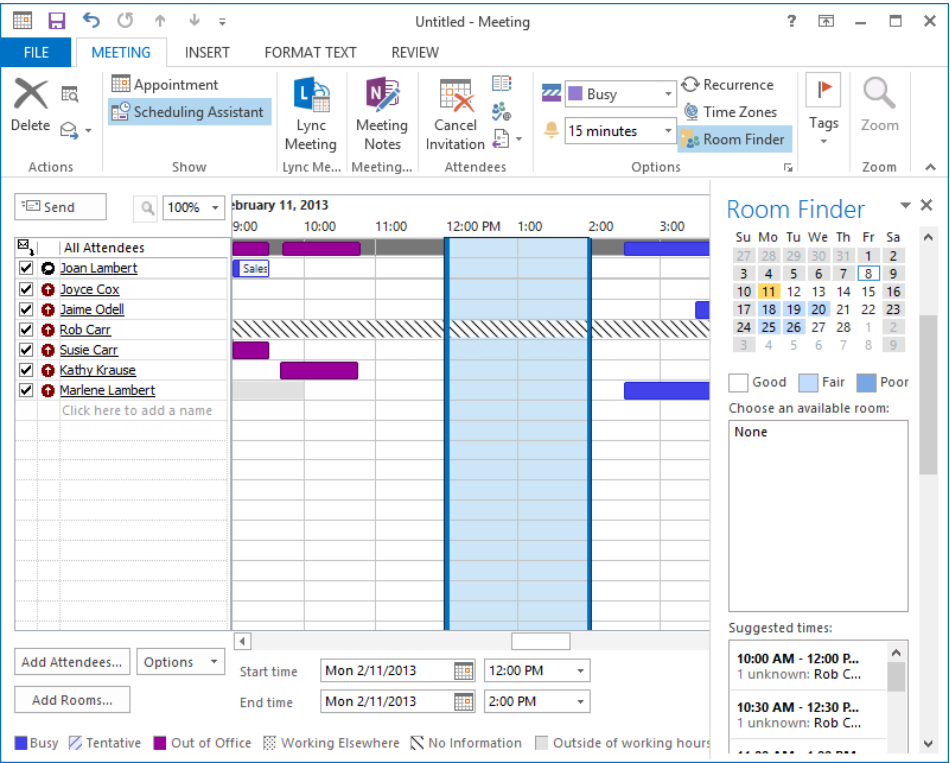 Untitled - Meeting
?
FILE
MEETING
INSERT
FORMAT TEXT
REVIEW
Delete
Actions
Appointment
Scheduling Assistant
Show
Lync
Meeting
Lync Me...
Meeting
Notes
Meeting...
Cancel
Invitation
Attendees
Busy
15 minutes
Recurrence
Time Zones
Room Finder
Options
Tags
Zoom
Zoom
Send
100%
ebruary 11, 2013
9:00 10:00 11:00 12:00 PM 1:00 2:00 3:00
All Attendees
Joan Lambert
Sales
Joyce Cox
Jaime Odell
Rob Carr
Susie Carr
Kathy Krause
Marlene Lambert
Click here to add a name
Add Attendees...
Options
Add Rooms...
Start time Mon 2/11/2013 12:00 PM
End time Mon 2/11/2013 2:00 PM
Busy Tentative Out of Office Working Elsewhere No Information Outside of working hours
Room Finder
Su Mo Tu We Th Fr Sa
27 28 29 30 31 1 2
3 4 5 6 7 8 9
10 11 12 13 14 15 16
17 18 19 20 21 22 23
24 25 26 27 28 1 2
3 4 5 6 7 8 9
Good Fair Poor
Choose an available room:
None
Suggested times:
10:00 AM - 12:00 P...
1 unknown: Rob C...
10:30 AM - 12:30 P...
1 unknown: Rob C...